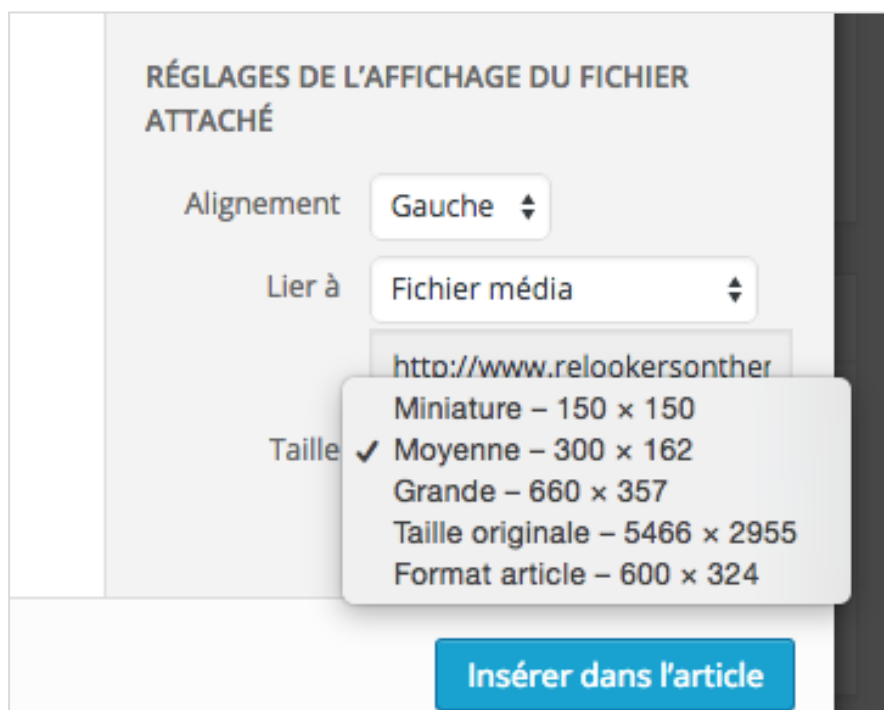 RÉGLAGES DE L’AFFICHAGE DU FICHIER
ATTACHÉ
Alignement Gauche
Lier à Fichier média
http://www.relookersonther
Miniature – 150 × 150
Taille ✓ Moyenne – 300 × 162
Grande – 660 × 357
Taille originale – 5466 × 2955
Format article – 600 × 324
Insérer dans l’article